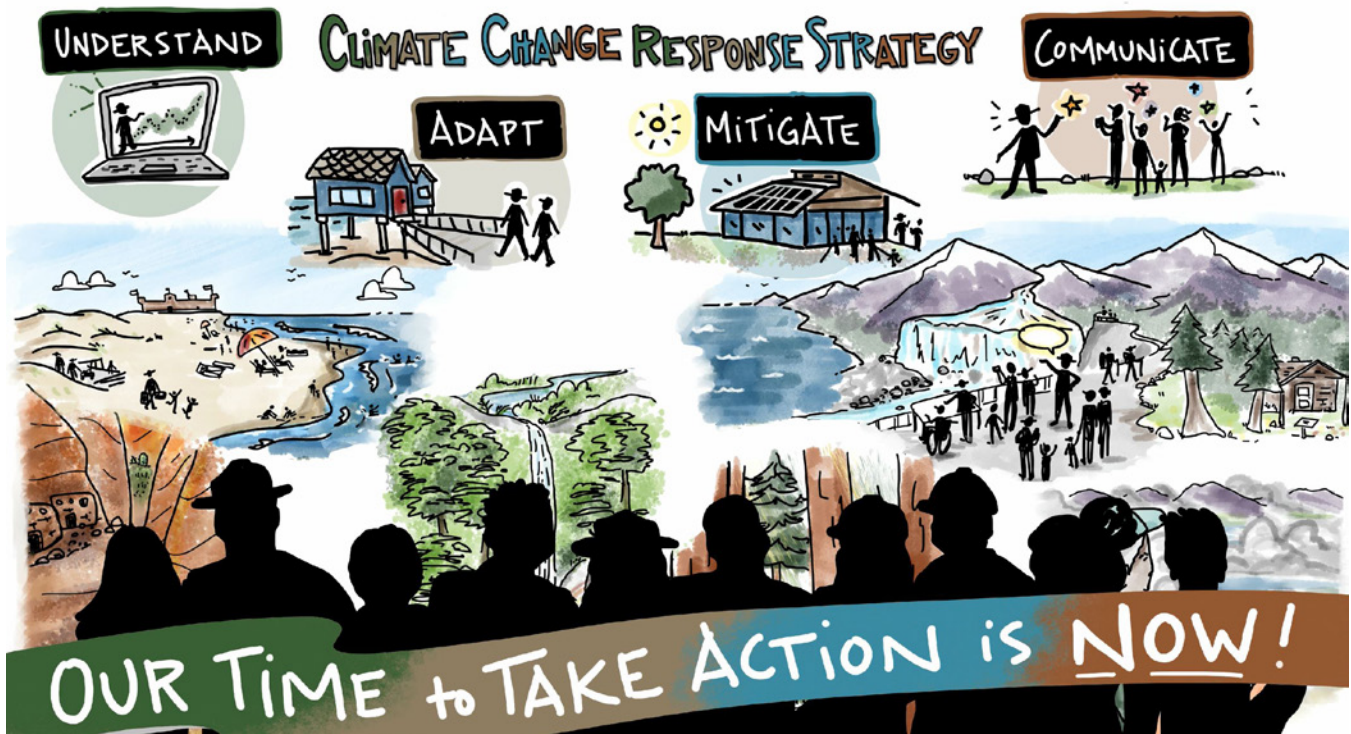 UNDERSTAND
CLiMATE CHANGE RESPONSE STRATEGY
COMMUNiCATE
ADAPT
MiTiGATE
OUR TiME to TAKE ACTiON iS NOW!